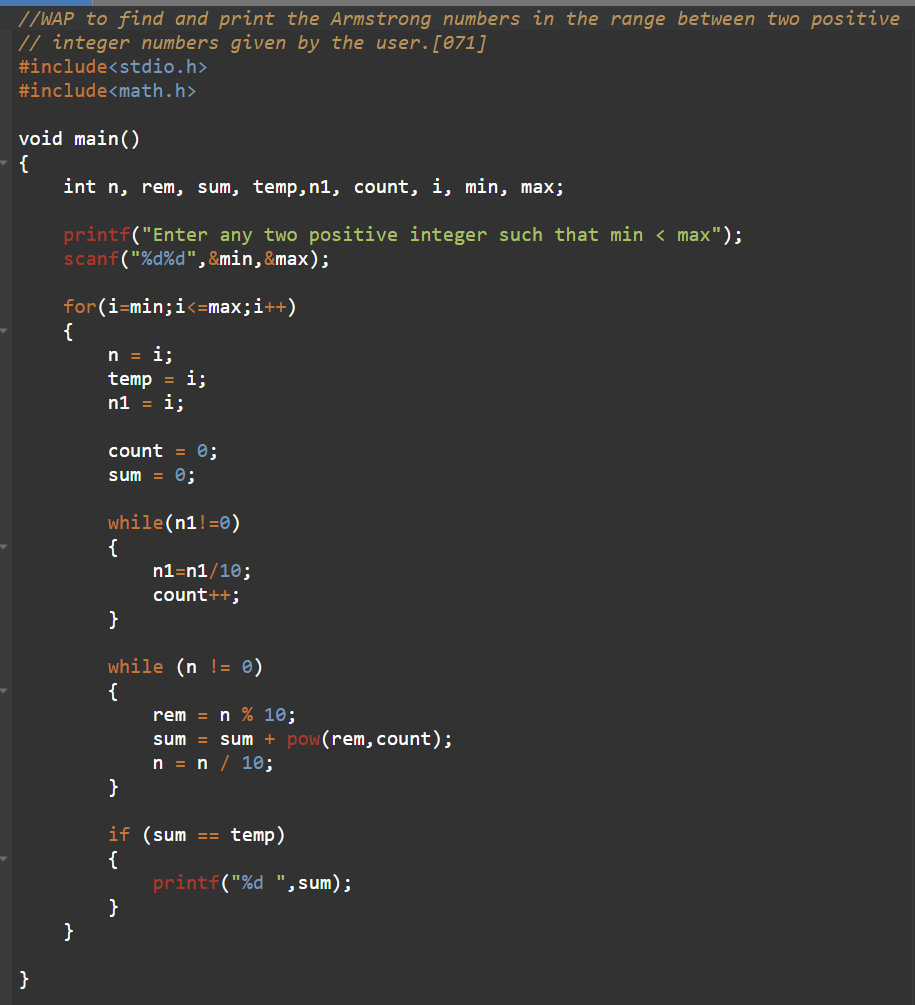 //WAP to find and print the Armstrong numbers in the range between two positive
// integer numbers given by the user.[071]
#include<stdio.h>
#include<math.h>
void main()
{
int n, rem, sum, temp,n1, count, i, min, max;
printf("Enter any two positive integer such that min < max");
scanf("%d%d",&min,&max);
for(i=min;i<=max;i++)
{
n = i;
temp = i;
n1 = i;
count = 0;
sum = 0;
while(n1!=0)
{
n1=n1/10;
count++;
}
while (n != 0)
{
rem = n % 10;
sum = sum + pow(rem,count);
n = n / 10;
}
if (sum == temp)
{
printf("%d ",sum);
}
}
}